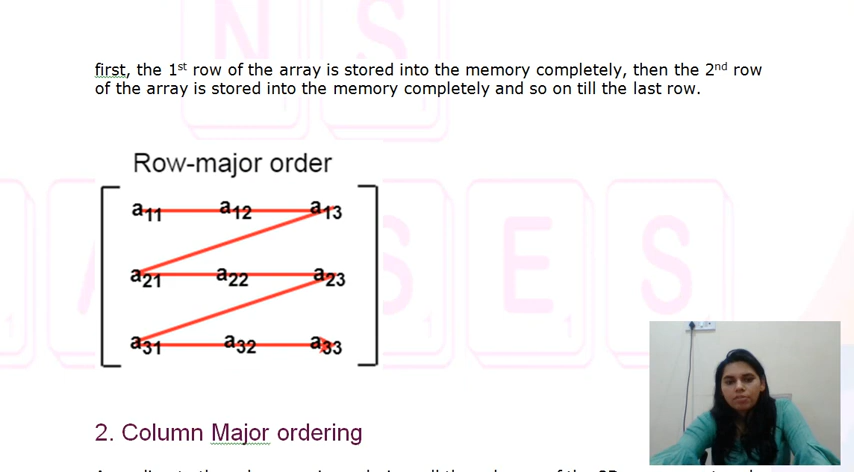 first, the 1st row of the array is stored into the memory completely, then the 2nd row
of the array is stored into the memory completely and so on till the last row.
Row-major order
a11 a12 a13
a21 a22 a23
a31 a32 a33
2. Column Major ordering